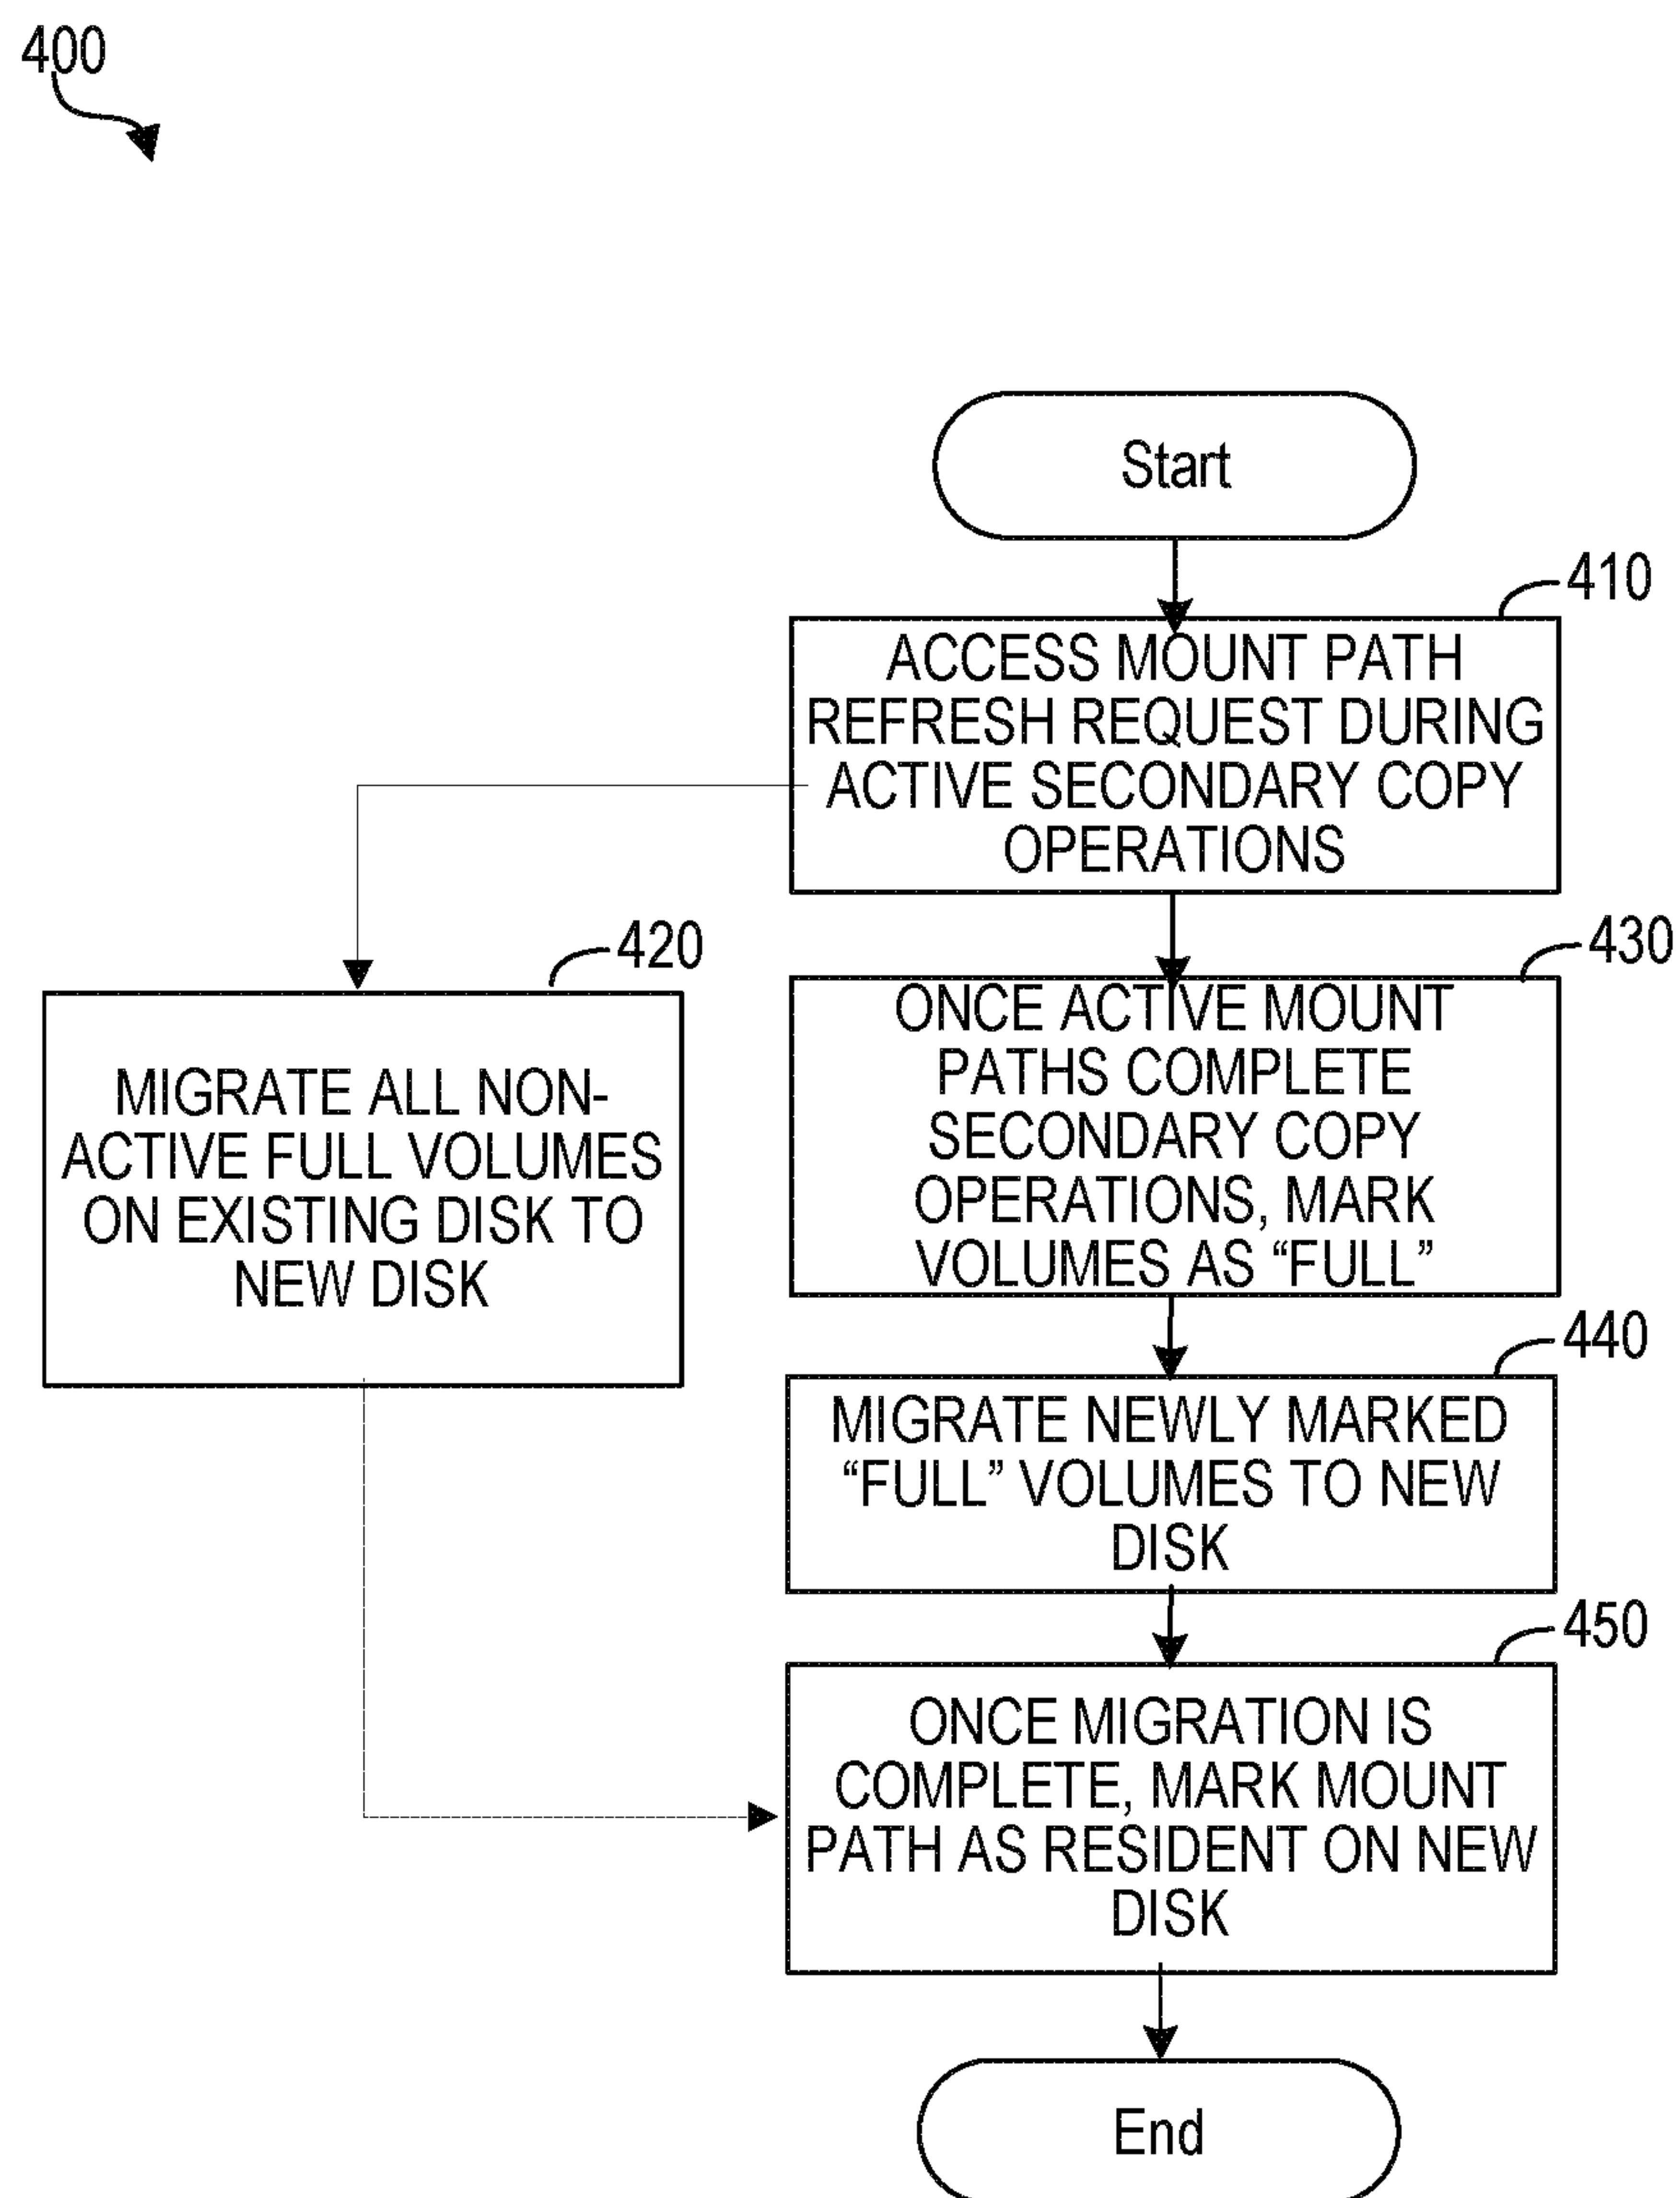 400
Start
410
ACCESS MOUNT PATH
REFRESH REQUEST DURING
ACTIVE SECONDARY COPY
OPERATIONS
420
MIGRATE ALL NON-
ACTIVE FULL VOLUMES
ON EXISTING DISK TO
NEW DISK
430
ONCE ACTIVE MOUNT
PATHS COMPLETE
SECONDARY COPY
OPERATIONS, MARK
VOLUMES AS “FULL”
440
MIGRATE NEWLY MARKED
“FULL” VOLUMES TO NEW
DISK
450
ONCE MIGRATION IS
COMPLETE, MARK MOUNT
PATH AS RESIDENT ON NEW
DISK
End